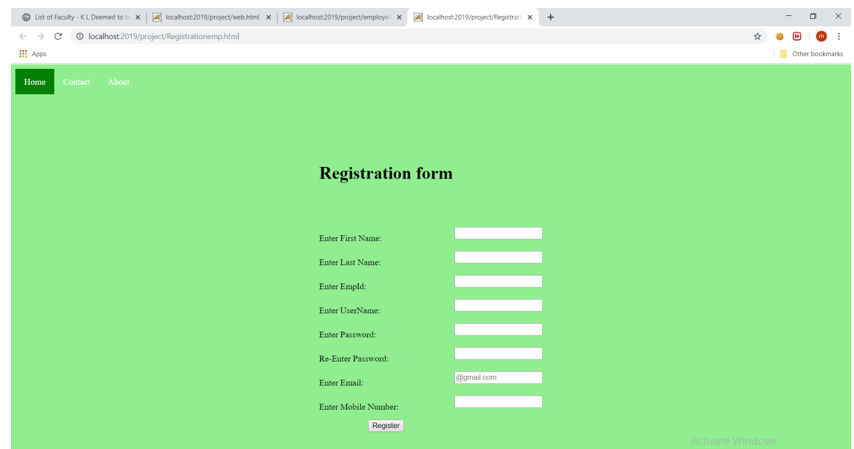 List of Faculty - K L Deemed to b
localhost:2019/project/web.html
localhost:2019/project/employe
localhost:2019/project/Registrati
localhost:2019/project/Registrationemp.html
m
Apps
Other bookmarks
Home Contact About
Registration form
Enter First Name:
Enter Last Name:
Enter EmpId:
Enter UserName:
Enter Password:
Re-Enter Password:
Enter Email: @gmail.com
Enter Mobile Number:
Register
Activate Windows